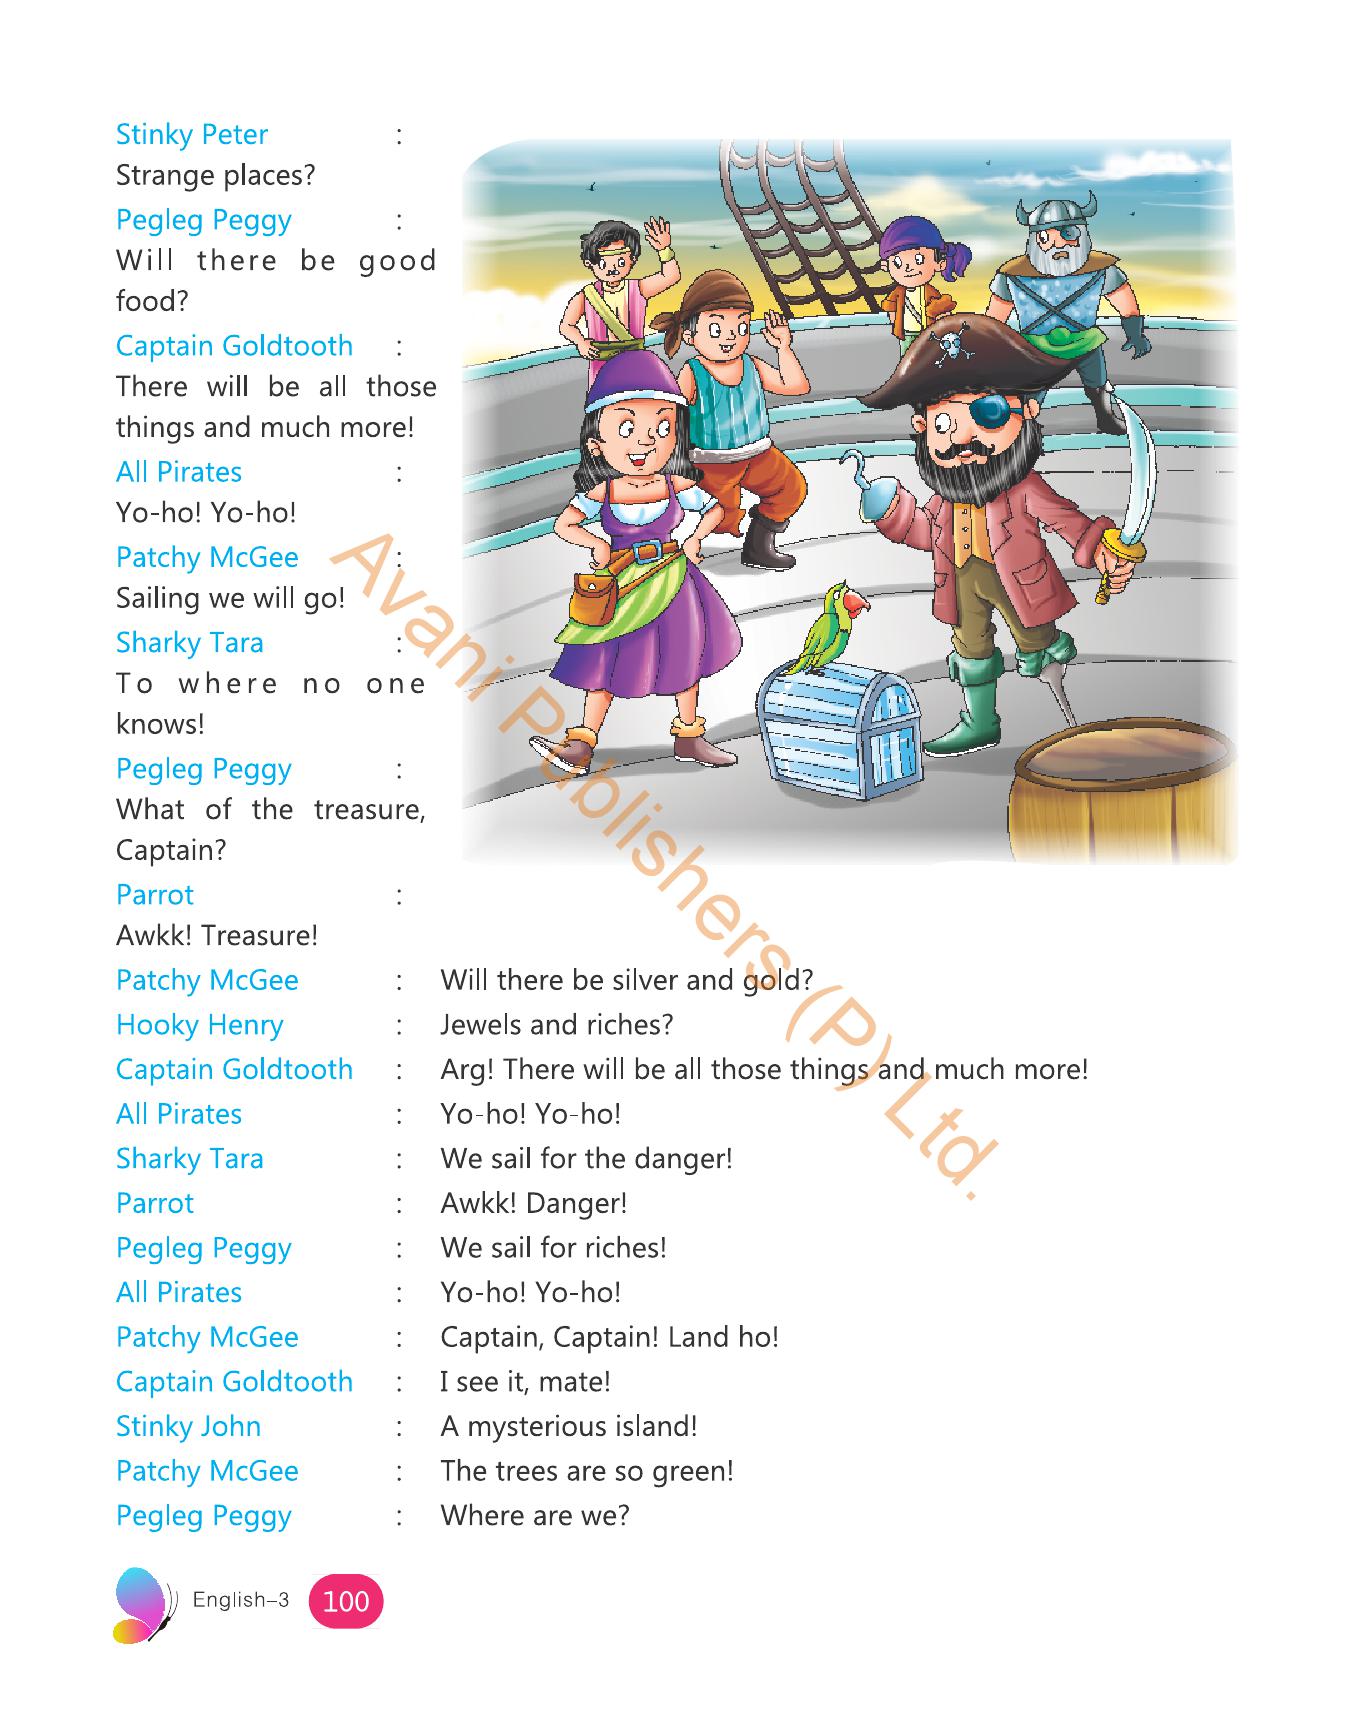 Stinky Peter :
Strange places?
Pegleg Peggy :
Will there be good
food?
Captain Goldtooth :
There will be all those
things and much more!
All Pirates :
Yo-ho! Yo-ho!
Patchy McGee :
Sailing we will go!
Sharky Tara :
To where no one
knows!
Pegleg Peggy :
What of the treasure,
Captain?
Parrot :
Awkk! Treasure!
Patchy McGee : Will there be silver and gold?
Hooky Henry : Jewels and riches?
Captain Goldtooth : Arg! There will be all those things and much more!
All Pirates : Yo-ho! Yo-ho!
Sharky Tara : We sail for the danger!
Parrot : Awkk! Danger!
Pegleg Peggy : We sail for riches!
All Pirates : Yo-ho! Yo-ho!
Patchy McGee : Captain, Captain! Land ho!
Captain Goldtooth : I see it, mate!
Stinky John : A mysterious island!
Patchy McGee : The trees are so green!
Pegleg Peggy : Where are we?
English–3 100
Avani Publishers (P) Ltd.